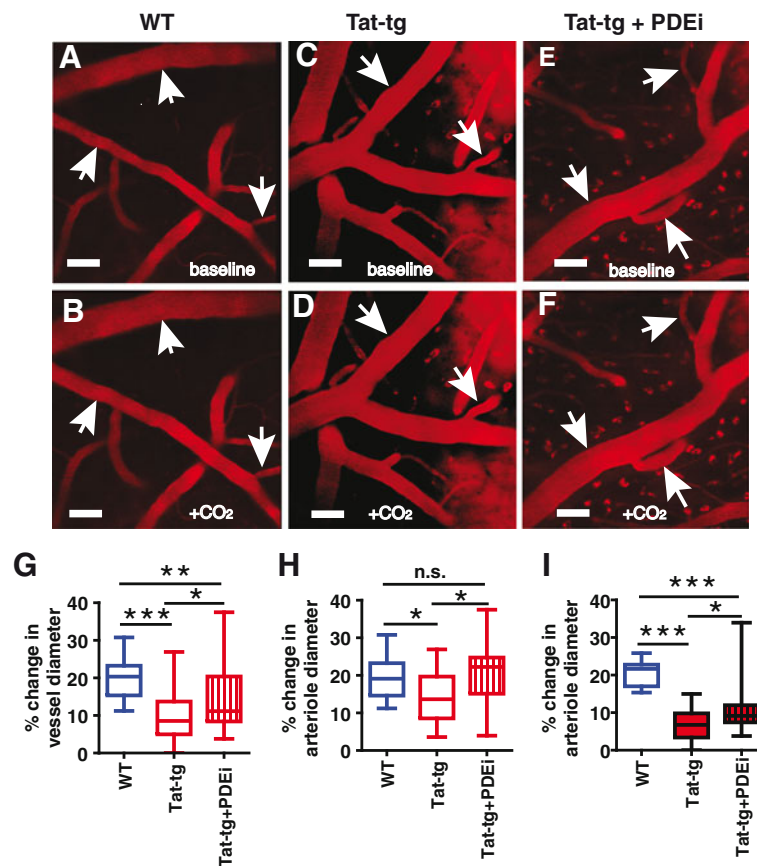 WT Tat-tg Tat-tg + PDEi
A C E
baseline baseline baseline
B D F
+CO2 +CO2 +CO2
G H I
** n.s. ***
*** * * * *** *
% change in
vessel diameter
40
30
20
10
0
WT Tat-tg Tat-tg+PDEi
% change in
arteriole diameter
40
30
20
10
0
WT Tat-tg Tat-tg+PDEi
% change in
arteriole diameter
40
30
20
10
0
WT Tat-tg Tat-tg+PDEi